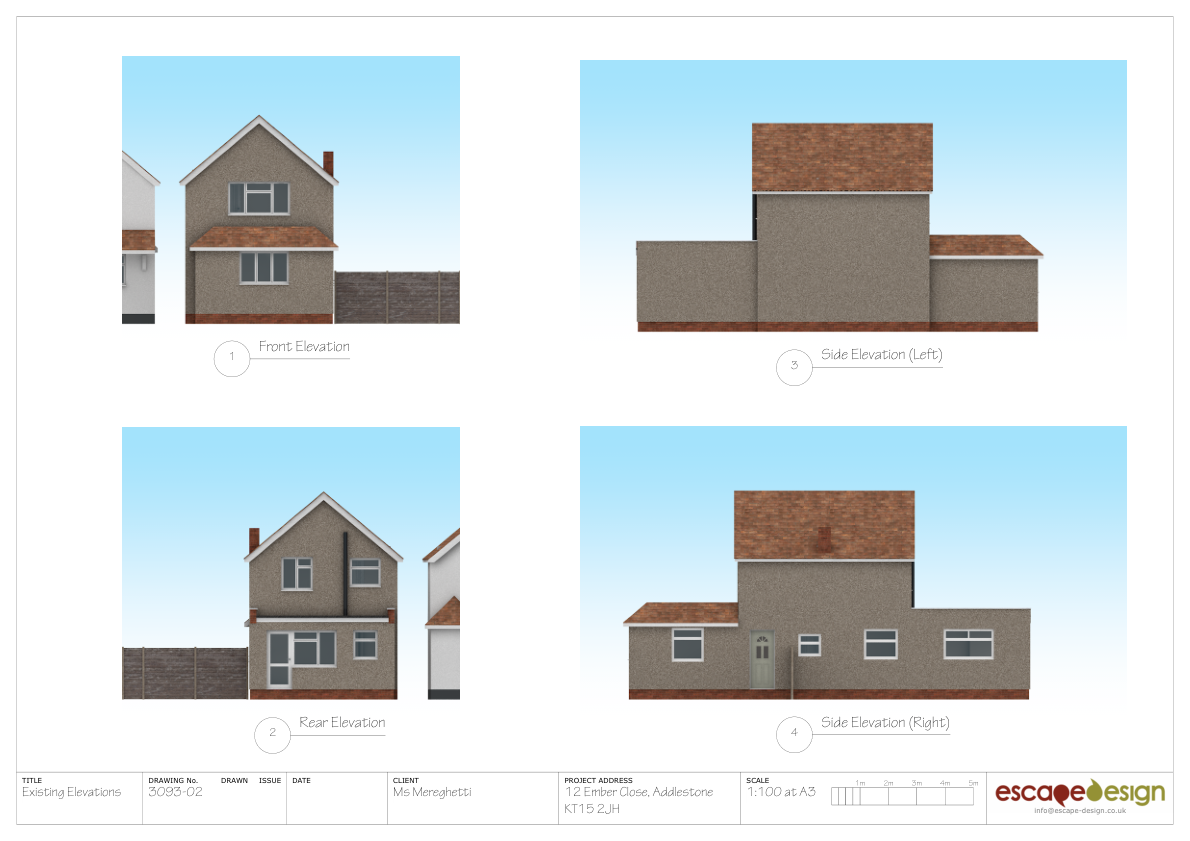 1
Front Elevation
3
Side Elevation (Left)
2
Rear Elevation
4
Side Elevation (Right)
TITLE
Existing Elevations
DRAWING No. DRAWN ISSUE
3093-02
DATE
CLIENT
Ms Mereghetti
PROJECT ADDRESS
12 Ember Close, Addlestone
KT15 2JH
SCALE
1:100 at A3
1m 2m 3m 4m 5m
escapedesign
info@escape-design.co.uk